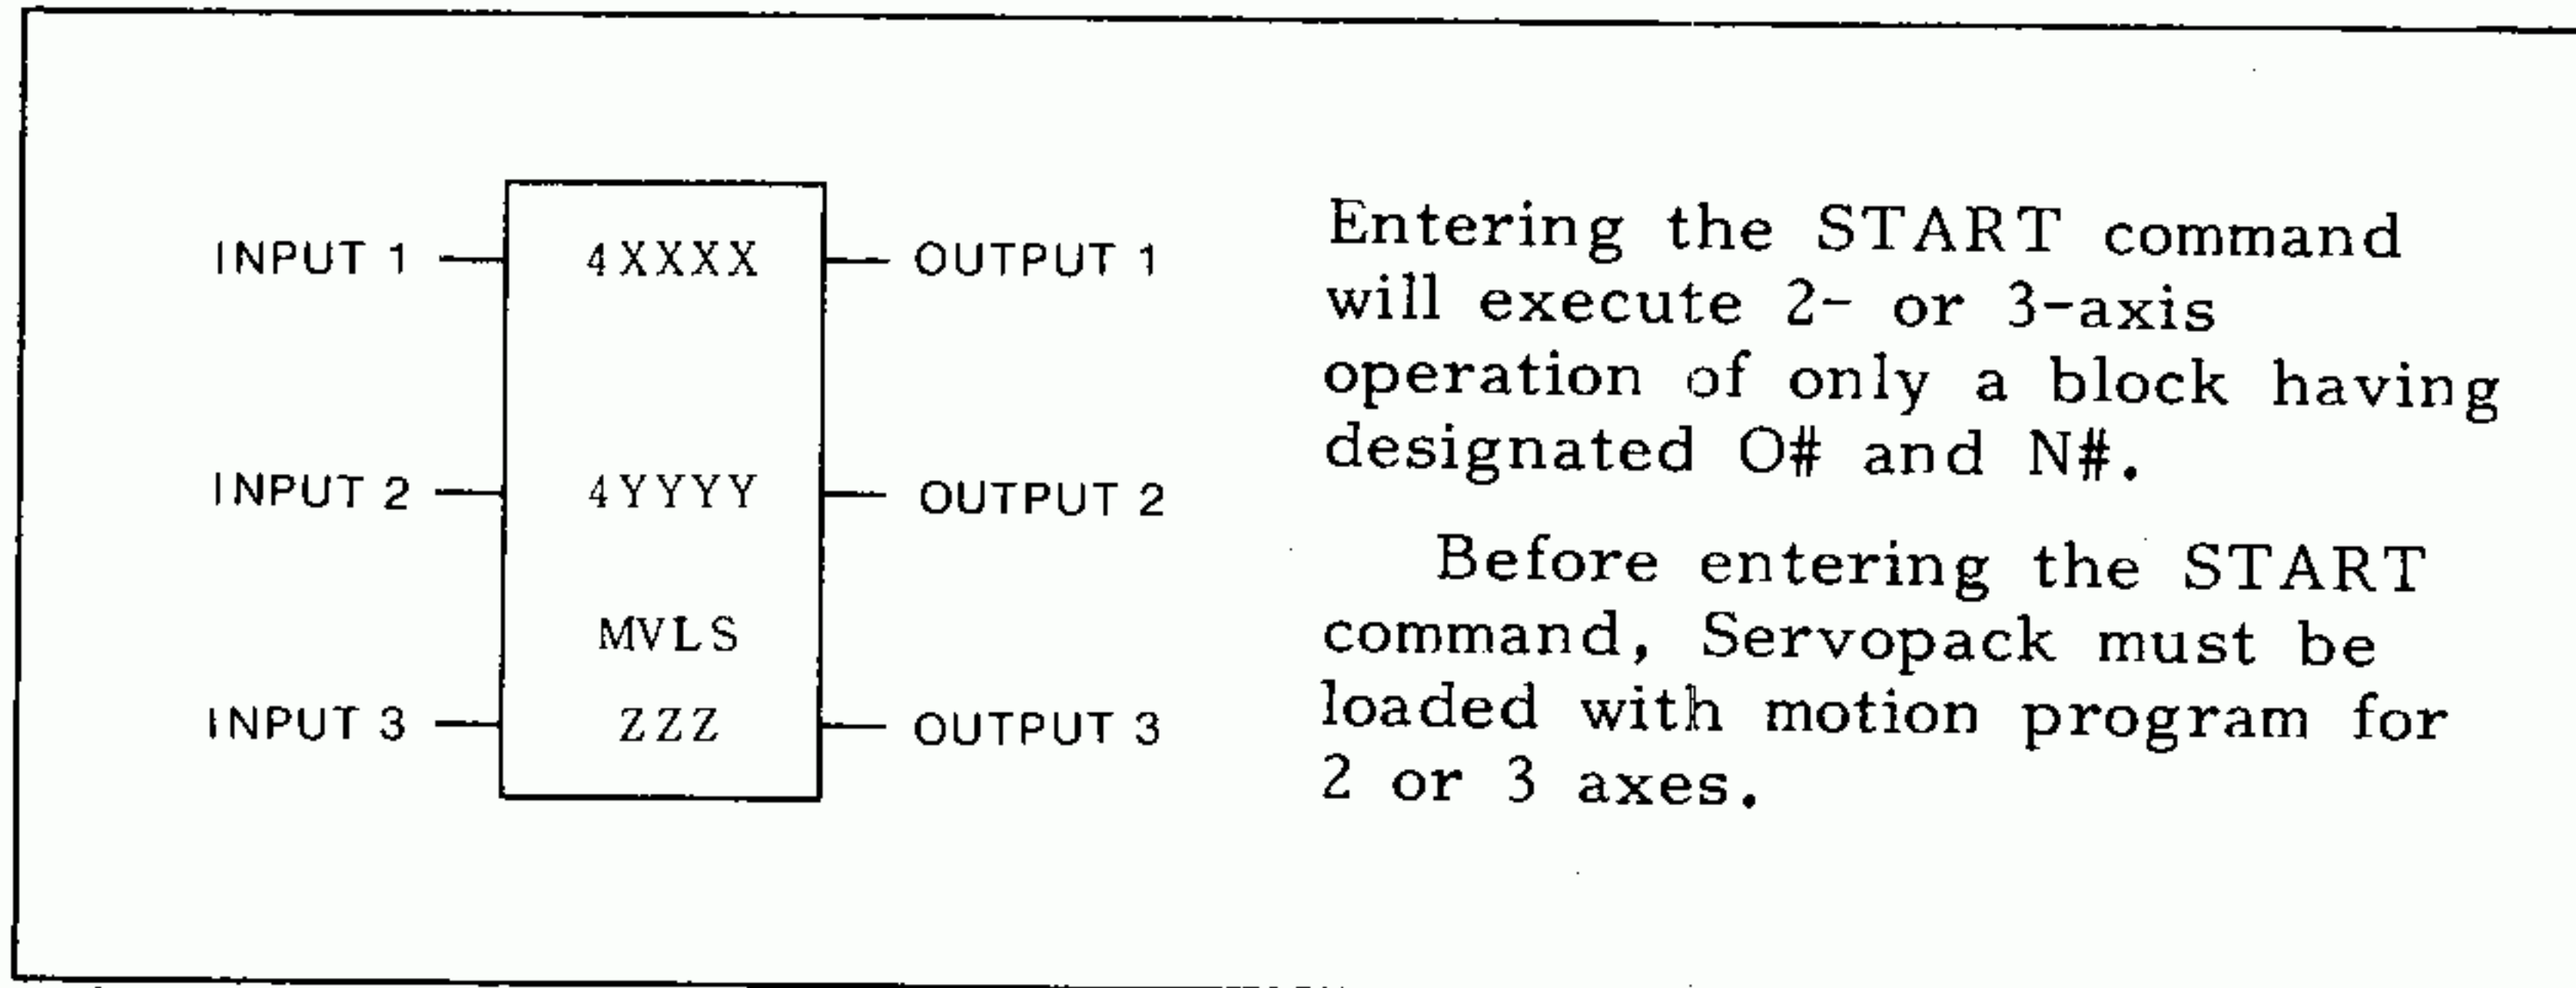 INPUT 1 4XXXX OUTPUT 1
INPUT 2 4YYYY OUTPUT 2
MVLS
INPUT 3 ZZZ OUTPUT 3
Entering the START command
will execute 2- or 3-axis
operation of only a block having
designated O# and N#.
Before entering the START
command, Servopack must be
loaded with motion program for
2 or 3 axes.